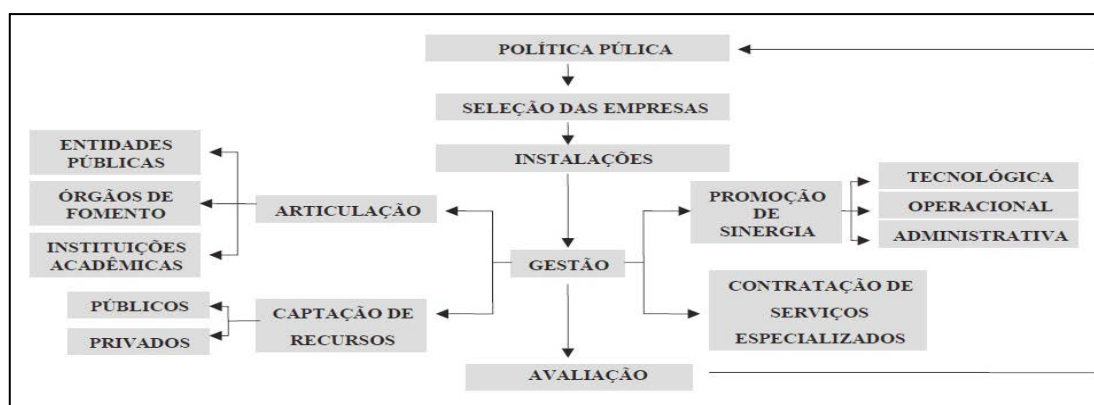 POLÍTICA PÚLICA
SELEÇÃO DAS EMPRESAS
INSTALAÇÕES
ENTIDADES
PÚBLICAS
ÓRGÃOS DE
FOMENTO
INSTITUIÇÕES
ACADÊMICAS
ARTICULAÇÃO
PÚBLICOS
PRIVADOS
CAPTAÇÃO DE
RECURSOS
GESTÃO
PROMOÇÃO
DE
SINERGIA
TECNOLÓGICA
OPERACIONAL
ADMINISTRATIVA
CONTRATAÇÃO DE
SERVIÇOS
ESPECIALIZADOS
AVALIAÇÃO